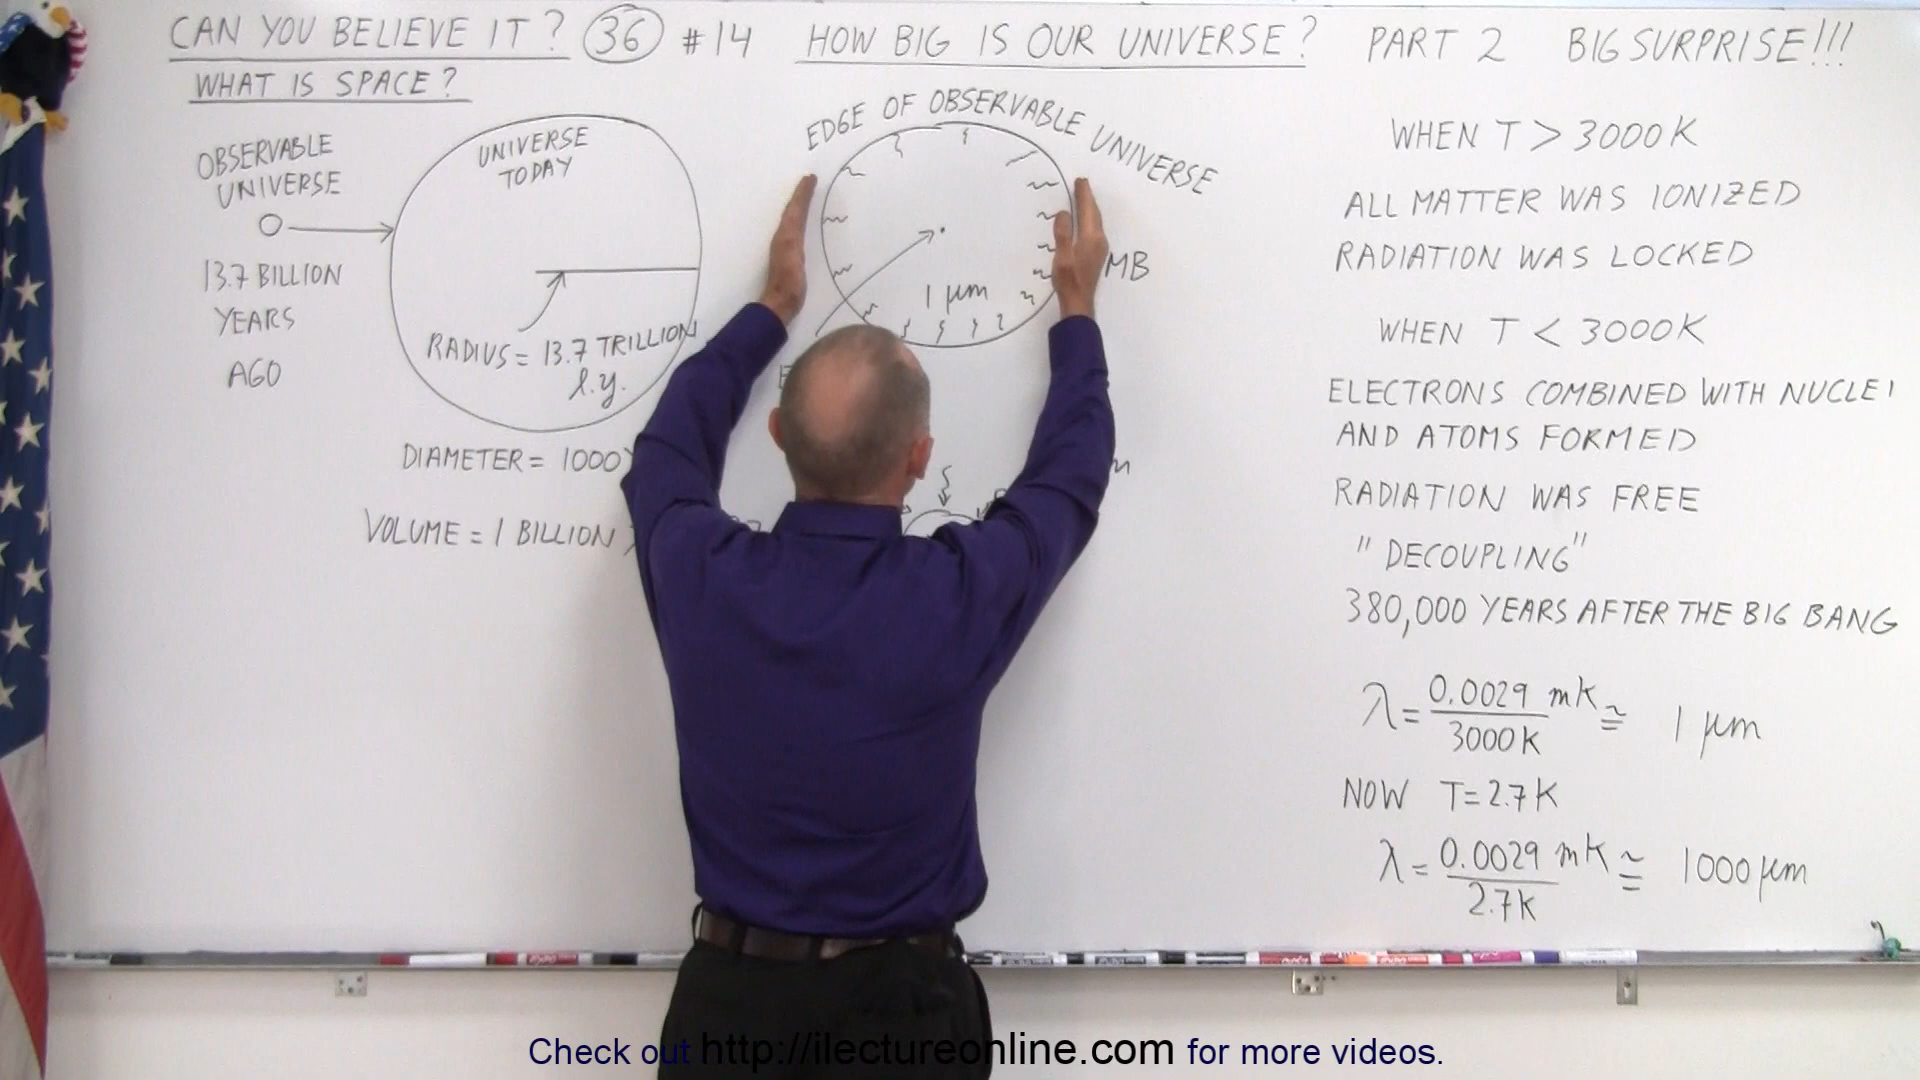 CAN YOU BELIEVE IT? 36 #14 HOW BIG IS OUR UNIVERSE? PART 2 BIG SURPRISE!!!
WHAT IS SPACE?
OBSERVABLE
UNIVERSE
13.7 BILLION
YEARS
AGO
UNIVERSE
TODAY
RADIUS = 13.7 TRILLION
l.y.
DIAMETER = 1000
VOLUME = 1 BILLION
EDGE OF OBSERVABLE UNIVERSE
1 μm
MB
WHEN T > 3000K
ALL MATTER WAS IONIZED
RADIATION WAS LOCKED
WHEN T < 3000K
ELECTRONS COMBINED WITH NUCLEI
AND ATOMS FORMED
RADIATION WAS FREE
"DECOUPLING"
380,000 YEARS AFTER THE BIG BANG
λ = 0.0029 mK / 3000K ≅ 1 μm
NOW T = 2.7K
λ = 0.0029 mK / 2.7K ≅ 1000 μm
Check out http://ilectureonline.com for more videos.